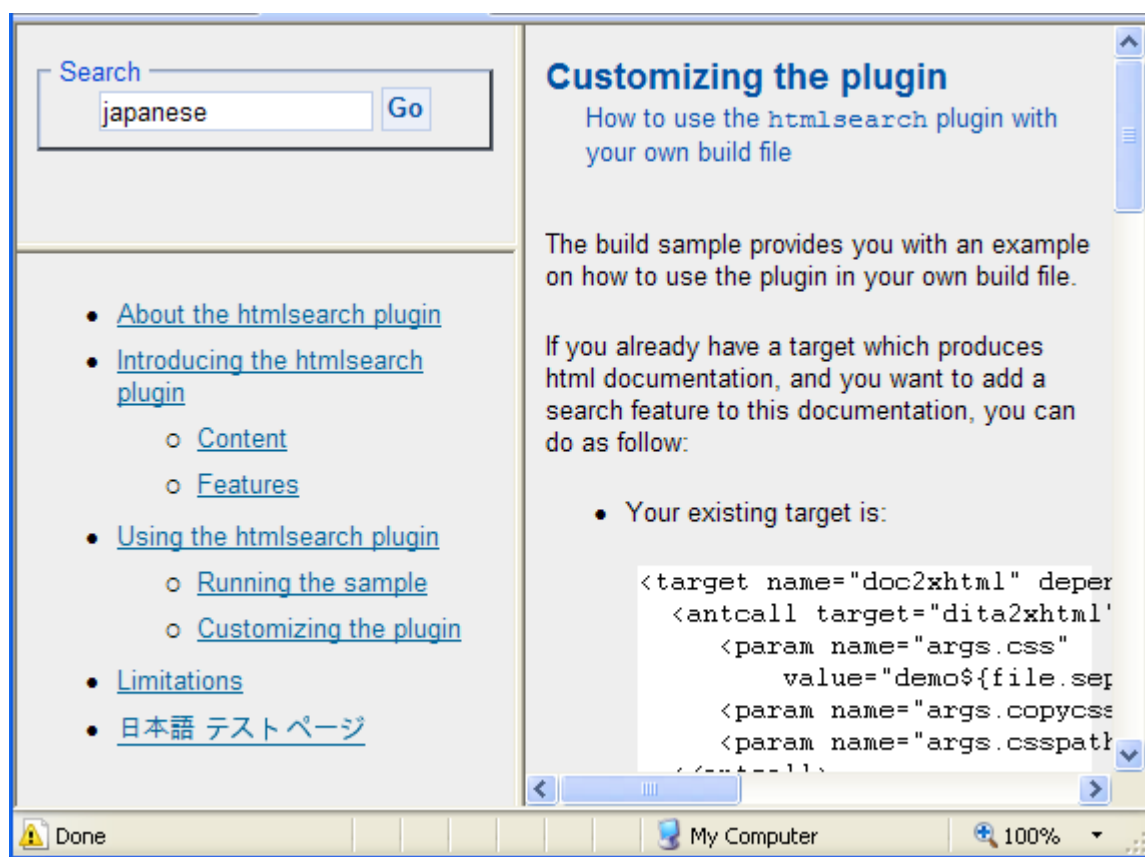 Search
japanese
Go
About the htmlsearch plugin
Introducing the htmlsearch
plugin
Content
Features
Using the htmlsearch plugin
Running the sample
Customizing the plugin
Limitations
日本語 テストページ
Customizing the plugin
How to use the htmlsearch plugin with
your own build file
The build sample provides you with an example
on how to use the plugin in your own build file.
If you already have a target which produces
html documentation, and you want to add a
search feature to this documentation, you can
do as follow:
Your existing target is:
<target name="doc2xhtml" deper
<antcall target="dita2xhtml"
<param name="args.css"
value="demo${file.sep
<param name="args.copycss
<param name="args.csspath
Done
My Computer
100%